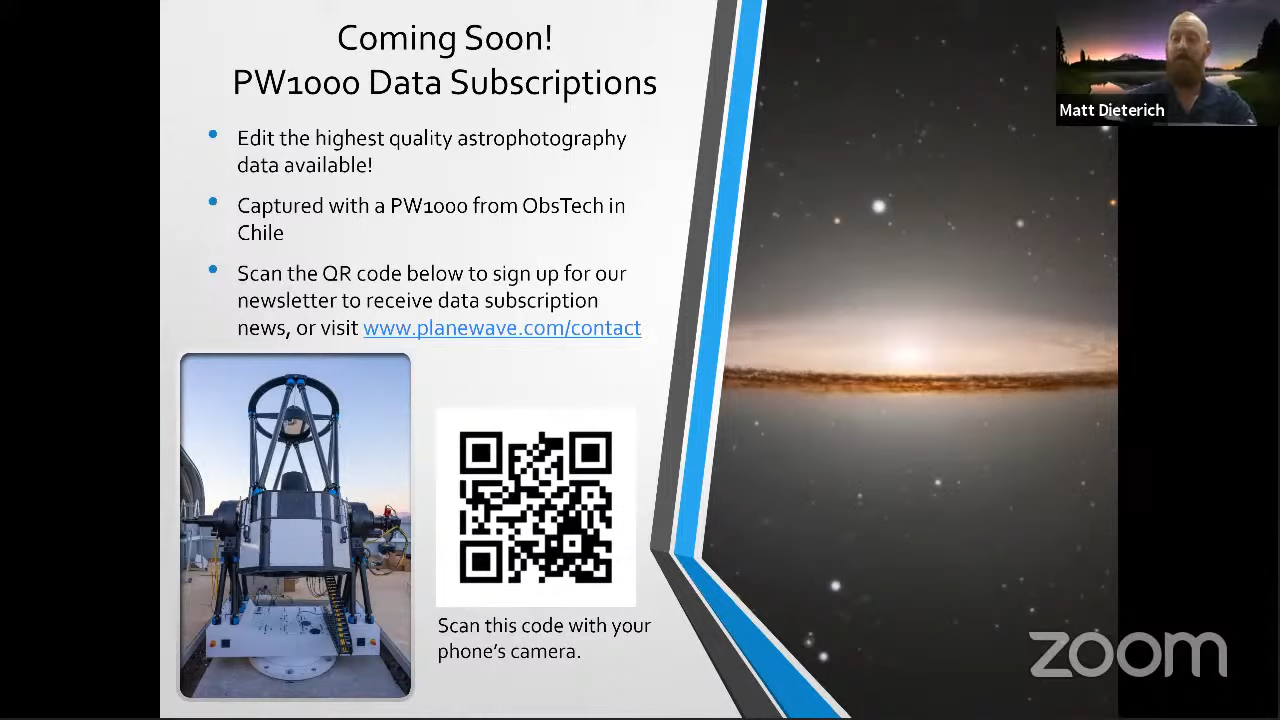 Coming Soon!
PW1000 Data Subscriptions
Edit the highest quality astrophotography
data available!
Captured with a PW1000 from ObsTech in
Chile
Scan the QR code below to sign up for our
newsletter to receive data subscription
news, or visit www.planewave.com/contact
Scan this code with your
phone's camera.
Matt Dieterich
zoom